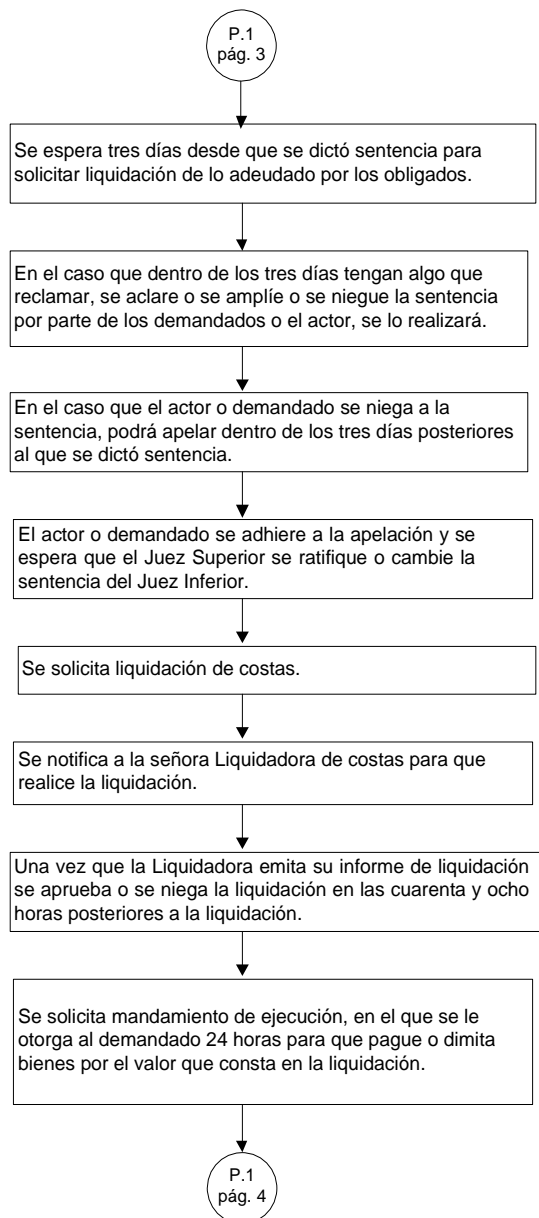 P.1
pág. 3
Se espera tres días desde que se dictó sentencia para
solicitar liquidación de lo adeudado por los obligados.
En el caso que dentro de los tres días tengan algo que
reclamar, se aclare o se amplíe o se niegue la sentencia
por parte de los demandados o el actor, se lo realizará.
En el caso que el actor o demandado se niega a la
sentencia, podrá apelar dentro de los tres días posteriores
al que se dictó sentencia.
El actor o demandado se adhiere a la apelación y se
espera que el Juez Superior se ratifique o cambie la
sentencia del Juez Inferior.
Se solicita liquidación de costas.
Se notifica a la señora Liquidadora de costas para que
realice la liquidación.
Una vez que la Liquidadora emita su informe de liquidación
se aprueba o se niega la liquidación en las cuarenta y ocho
horas posteriores a la liquidación.
Se solicita mandamiento de ejecución, en el que se le
otorga al demandado 24 horas para que pague o dimita
bienes por el valor que consta en la liquidación.
P.1
pág. 4